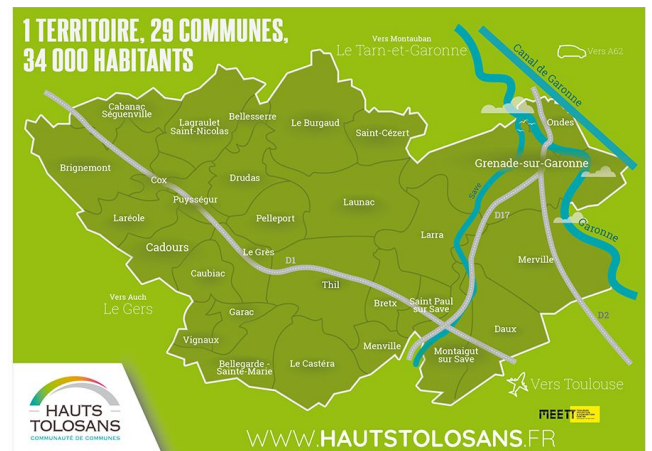 1 TERRITOIRE, 29 COMMUNES,
34 000 HABITANTS
Vers Montauban
Le Tarn-et-Garonne
Canal de Garonne
Vers A62
Cabanac
Séguenville
Lagraulet
Saint-Nicolas
Bellesserre
Le Burgaud
Saint-Cézert
Ondes
Grenade-sur-Garonne
Brignemont
Cox
Drudas
Puysségur
Launac
Save
D17
Laréole
Pelleport
Larra
Garonne
Cadours
Le Grès
D1
Merville
Caubiac
Thil
Vers Auch
Le Gers
Garac
Bretx
Saint Paul
sur Save
D2
Daux
Vignaux
Menville
Montaigut
sur Save
Bellegarde -
Sainte-Marie
Le Castéra
Vers Toulouse
HAUTS
TOLOSANS
COMMUNAUTÉ DE COMMUNES
MEETT
WWW.HAUTSTOLOSANS.FR